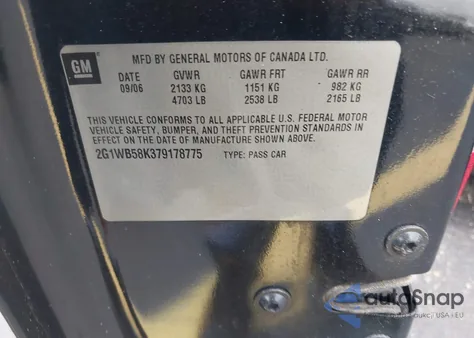 GM
MFD BY GENERAL MOTORS OF CANADA LTD.
DATE GVWR GAWR FRT GAWR RR
09/06 2133 KG 1151 KG 982 KG
4703 LB 2538 LB 2165 LB
THIS VEHICLE CONFORMS TO ALL APPLICABLE U.S. FEDERAL MOTOR
VEHICLE SAFETY, BUMPER, AND THEFT PREVENTION STANDARDS IN
EFFECT ON THE DATE OF MANUFACTURE SHOWN ABOVE.
2G1WB58K379178775 TYPE: PASS CAR
autoSnap